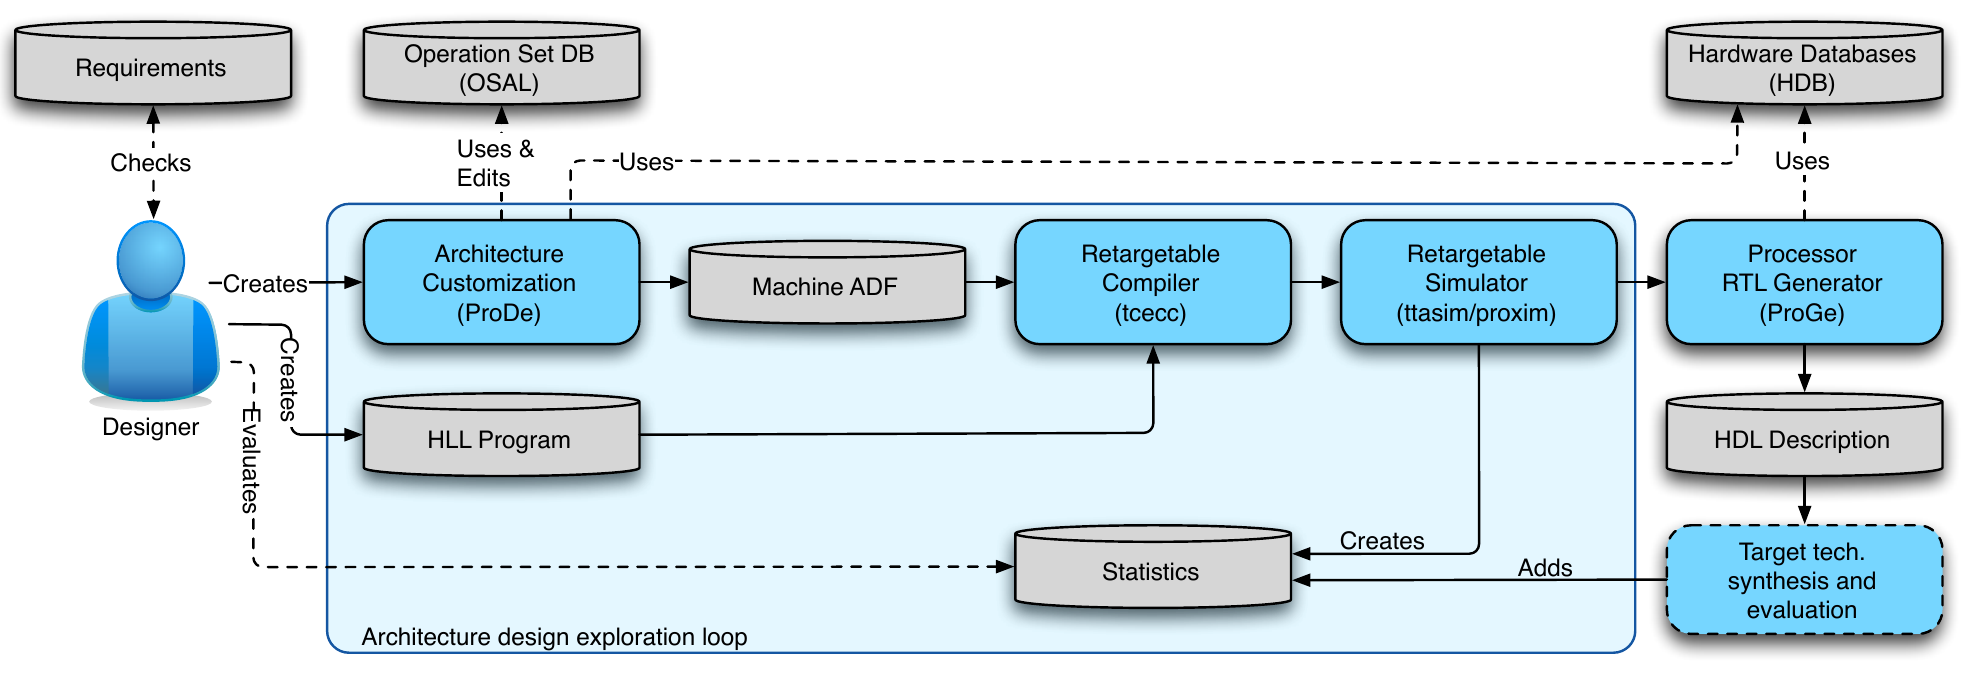 Requirements
Operation Set DB
(OSAL)
Hardware Databases
(HDB)
Checks
Uses &
Edits
Uses
Uses
Creates
Architecture
Customization
(ProDe)
Machine ADF
Retargetable
Compiler
(tcecc)
Retargetable
Simulator
(ttasim/proxim)
Processor
RTL Generator
(ProGe)
Creates
Evaluates
Designer
HLL Program
HDL Description
Creates
Adds
Statistics
Target tech.
synthesis and
evaluation
Architecture design exploration loop